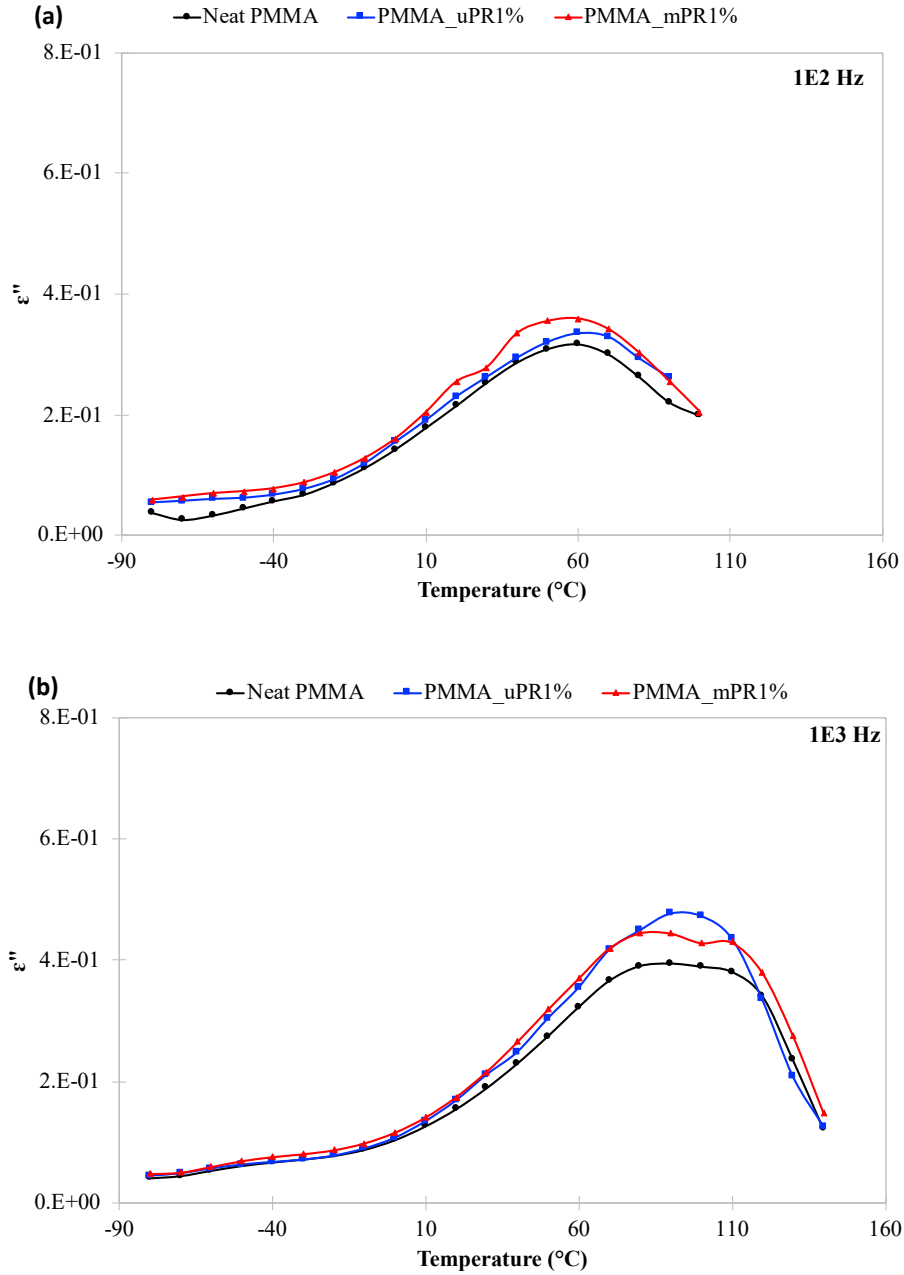 (a)
Neat PMMA PMMA_uPR1% PMMA_mPR1%
8.E-01
1E2 Hz
6.E-01
4.E-01
ε"
2.E-01
0.E+00
-90 -40 10 60 110 160
Temperature (°C)
(b)
Neat PMMA PMMA_uPR1% PMMA_mPR1%
8.E-01
1E3 Hz
6.E-01
4.E-01
ε"
2.E-01
0.E+00
-90 -40 10 60 110 160
Temperature (°C)